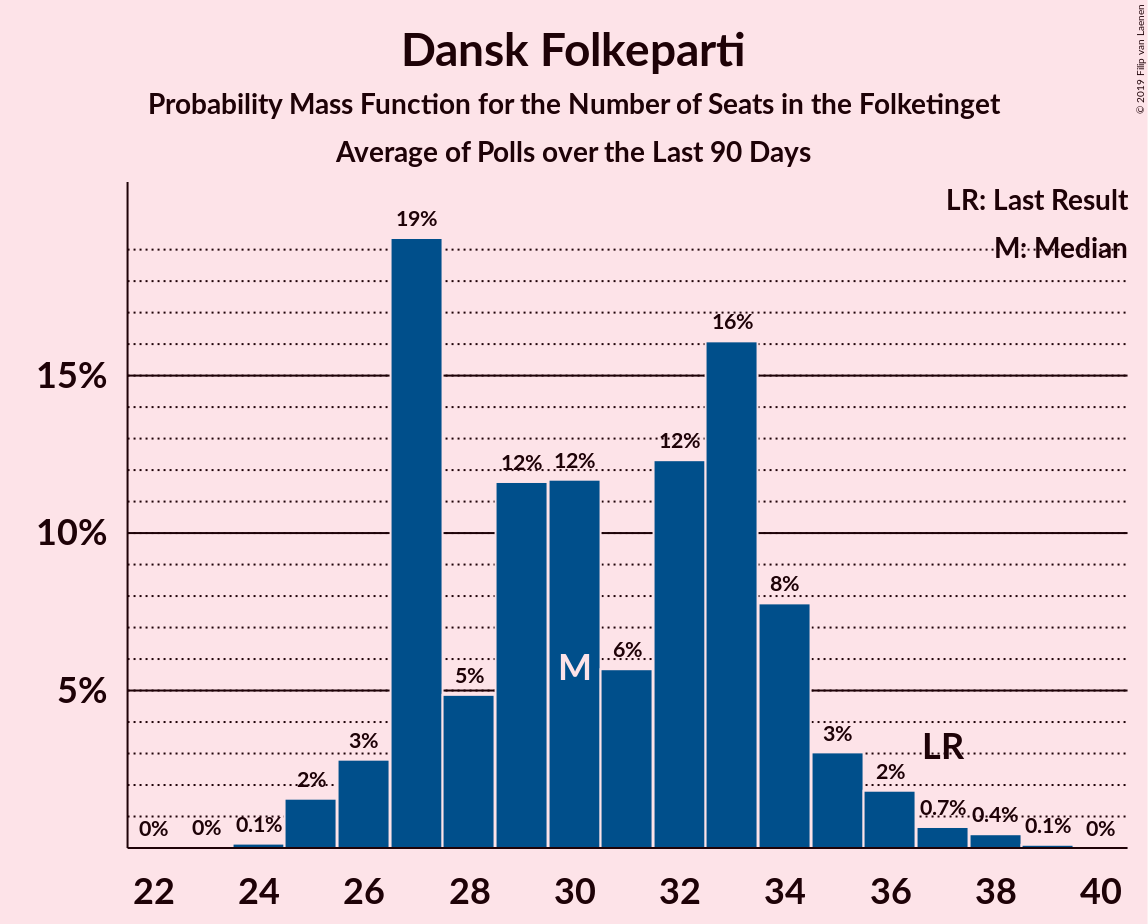 Dansk Folkeparti
Probability Mass Function for the Number of Seats in the Folketinget
Average of Polls over the Last 90 Days
© 2019 Filip van Laenen
LR: Last Result
M: Median
19%
16%
15%
12%
12% 12%
10%
8%
6%
M
5%
5%
3%
3%
LR
2%
2%
0.7%
0.4%
0% 0% 0.1%
0.1% 0%
22 24 26 28 30 32 34 36 38 40